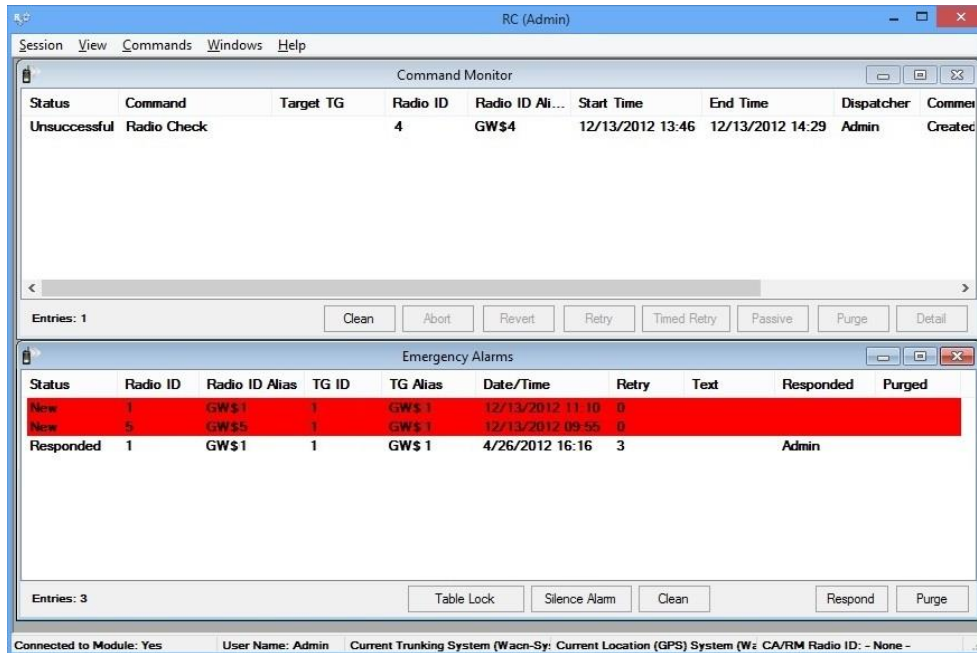 RC (Admin)
Session View Commands Windows Help
Command Monitor
Status Command Target TG Radio ID Radio ID Ali... Start Time End Time Dispatcher Commer
Unsuccessful Radio Check 4 GW$4 12/13/2012 13:46 12/13/2012 14:29 Admin Created
Entries: 1 Clean Abort Revert Retry Timed Retry Passive Purge Detail
Emergency Alarms
Status Radio ID Radio ID Alias TG ID TG Alias Date/Time Retry Text Responded Purged
New 1 GW$1 1 GW$ 1 12/13/2012 11:10 0
New 5 GW$5 1 GW$ 1 12/13/2012 09:55 0
Responded 1 GW$1 1 GW$ 1 4/26/2012 16:16 3 Admin
Entries: 3 Table Lock Silence Alarm Clean Respond Purge
Connected to Module: Yes User Name: Admin Current Trunking System (Wacn-Sy: Current Location (GPS) System (Wa CA/RM Radio ID: - None -